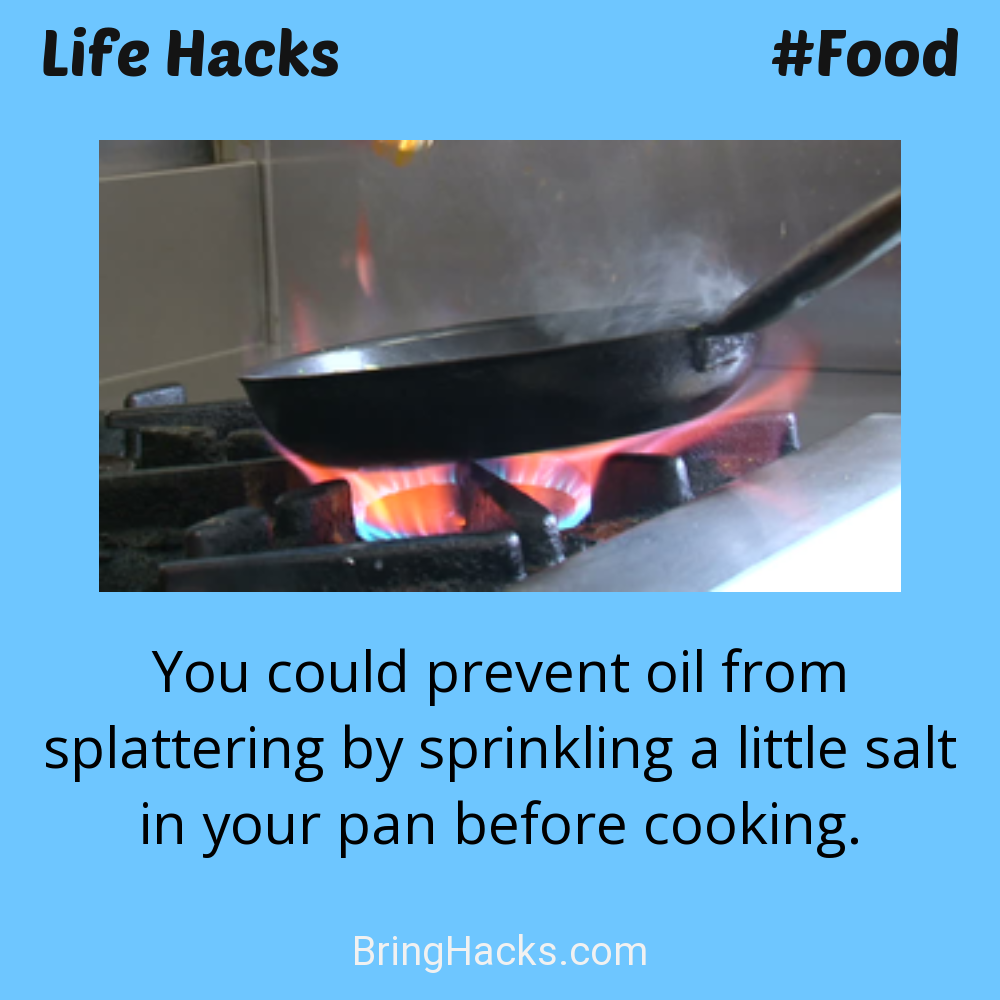 Life Hacks
#Food
You could prevent oil from
splattering by sprinkling a little salt
in your pan before cooking.
BringHacks.com